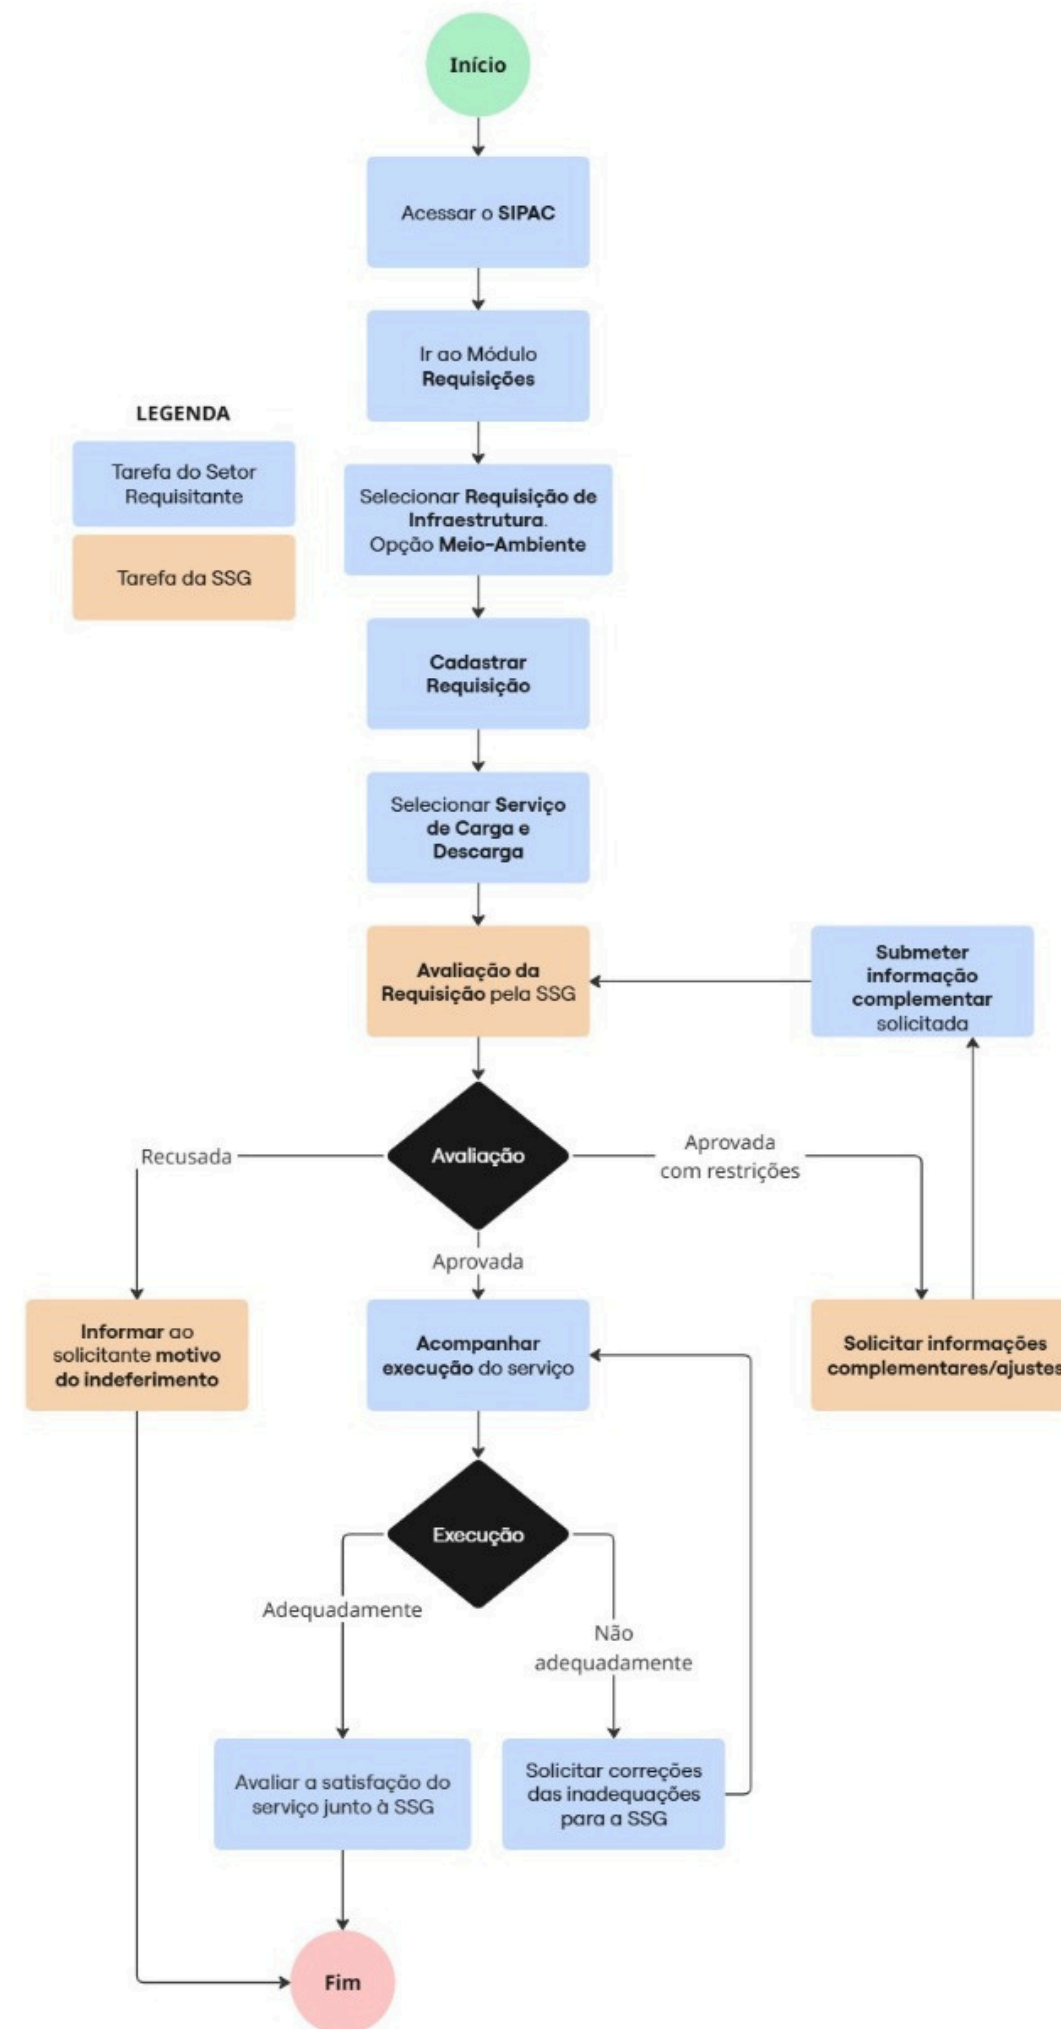 Início
Acessar o SIPAC
Ir ao Módulo
Requisições
LEGENDA
Tarefa do Setor
Requisitante
Tarefa da SSG
Selecionar Requisição de
Infraestrutura.
Opção Meio-Ambiente
Cadastrar
Requisição
Selecionar Serviço
de Carga e
Descarga
Avaliação da
Requisição pela SSG
Submeter
informação
complementar
solicitada
Avaliação
Recusada
Aprovada
com restrições
Aprovada
Informar ao
solicitante motivo
do indeferimento
Acompanhar
execução do serviço
Solicitar informações
complementares/ajustes
Execução
Adequadamente
Não
adequadamente
Avaliar a satisfação do
serviço junto à SSG
Solicitar correções
das inadequações
para a SSG
Fim